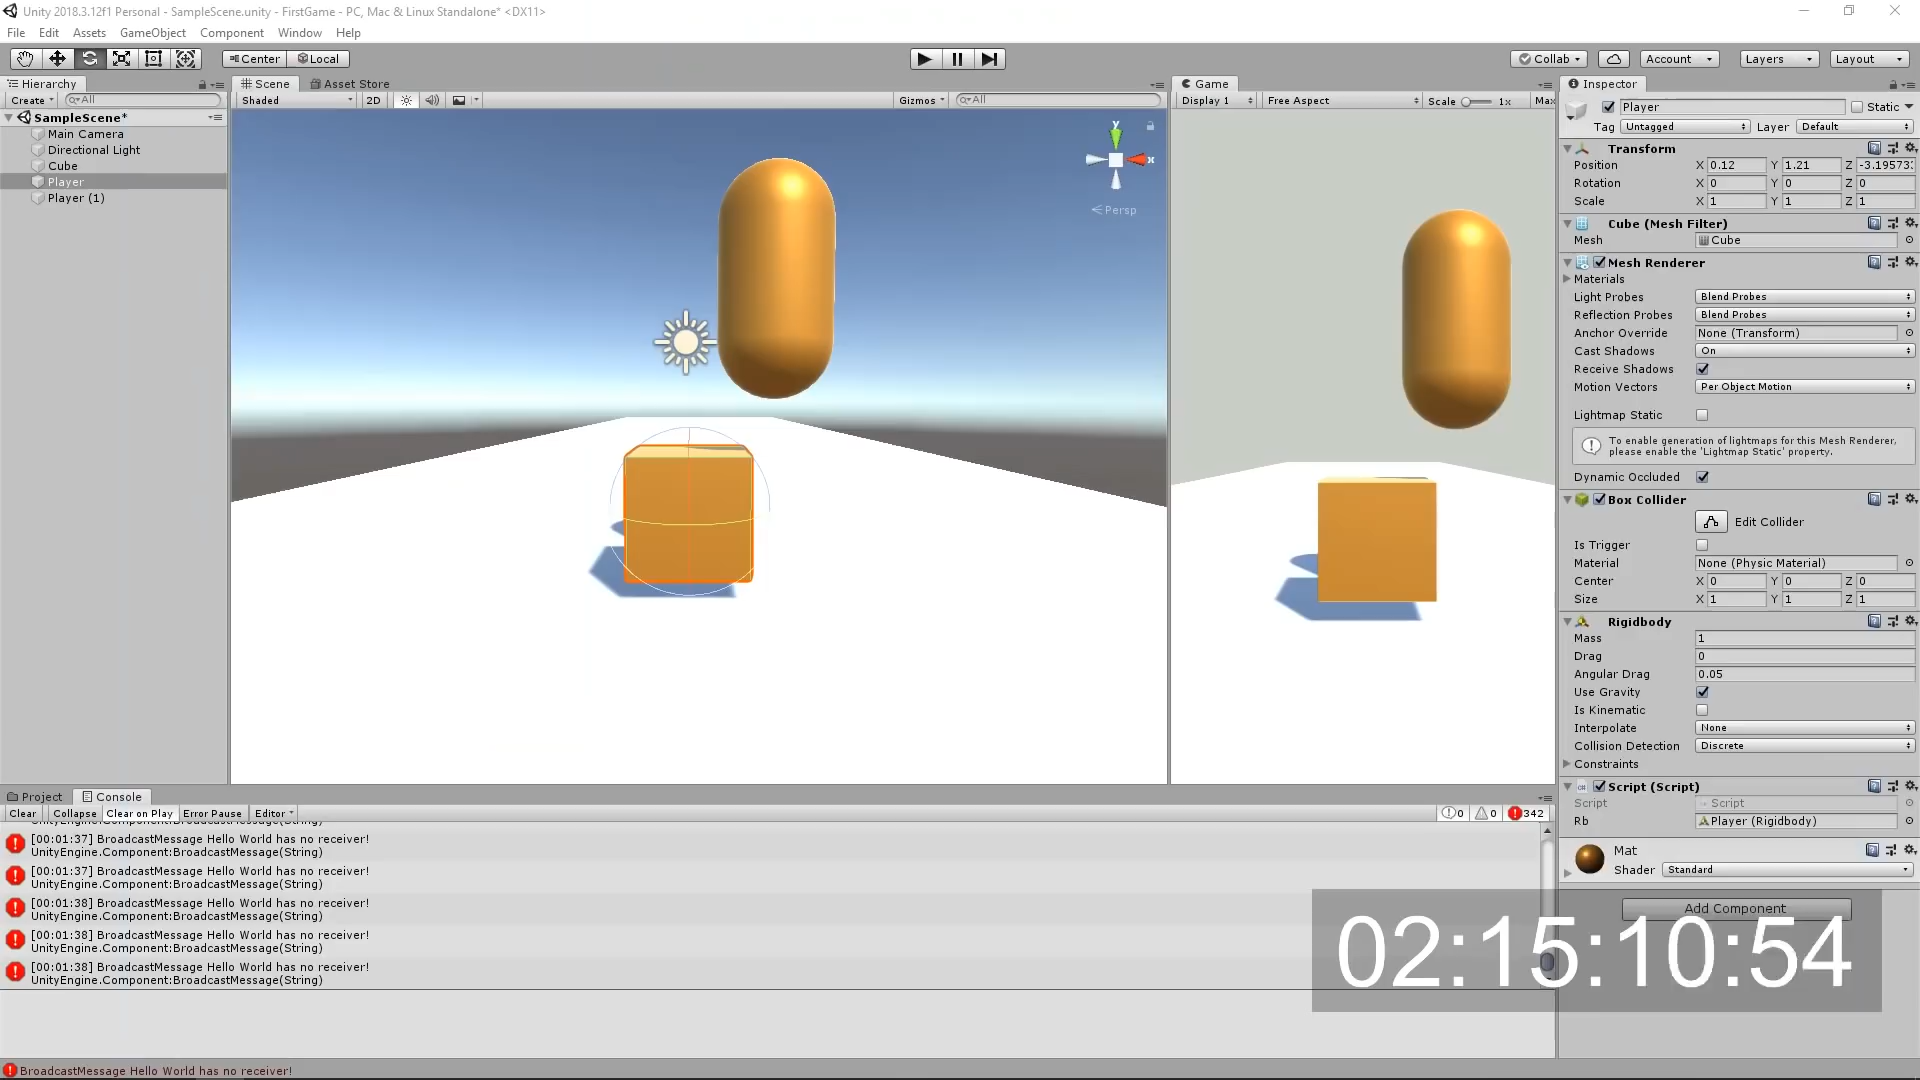 Unity 2018.3.12f1 Personal - SampleScene.unity - FirstGame - PC, Mac & Linux Standalone* <DX11>
File Edit Assets GameObject Component Window Help
Center Local
Collab Account Layers Layout
Hierarchy
Create All
SampleScene*
Main Camera
Directional Light
Cube
Player
Player (1)
Scene Asset Store
Shaded 2D Gizmos All
y
x
Persp
Game
Display 1 Free Aspect Scale 1x Max
Inspector
Player Static
Tag Untagged Layer Default
Transform
Position X 0.12 Y 1.21 Z -3.19573
Rotation X 0 Y 0 Z 0
Scale X 1 Y 1 Z 1
Cube (Mesh Filter)
Mesh Cube
Mesh Renderer
Materials
Light Probes Blend Probes
Reflection Probes Blend Probes
Anchor Override None (Transform)
Cast Shadows On
Receive Shadows
Motion Vectors Per Object Motion
Lightmap Static
To enable generation of lightmaps for this Mesh Renderer,
please enable the 'Lightmap Static' property.
Dynamic Occluded
Box Collider
Edit Collider
Is Trigger
Material None (Physic Material)
Center X 0 Y 0 Z 0
Size X 1 Y 1 Z 1
Rigidbody
Mass 1
Drag 0
Angular Drag 0.05
Use Gravity
Is Kinematic
Interpolate None
Collision Detection Discrete
Constraints
Script (Script)
Script Script
Rb Player (Rigidbody)
Mat
Shader Standard
Add Component
02:15:10:54
Project Console
Clear Collapse Clear on Play Error Pause Editor 0 0 342
[00:01:37] BroadcastMessage Hello World has no receiver!
UnityEngine.Component:BroadcastMessage(String)
[00:01:37] BroadcastMessage Hello World has no receiver!
UnityEngine.Component:BroadcastMessage(String)
[00:01:38] BroadcastMessage Hello World has no receiver!
UnityEngine.Component:BroadcastMessage(String)
[00:01:38] BroadcastMessage Hello World has no receiver!
UnityEngine.Component:BroadcastMessage(String)
[00:01:38] BroadcastMessage Hello World has no receiver!
UnityEngine.Component:BroadcastMessage(String)
BroadcastMessage Hello World has no receiver!